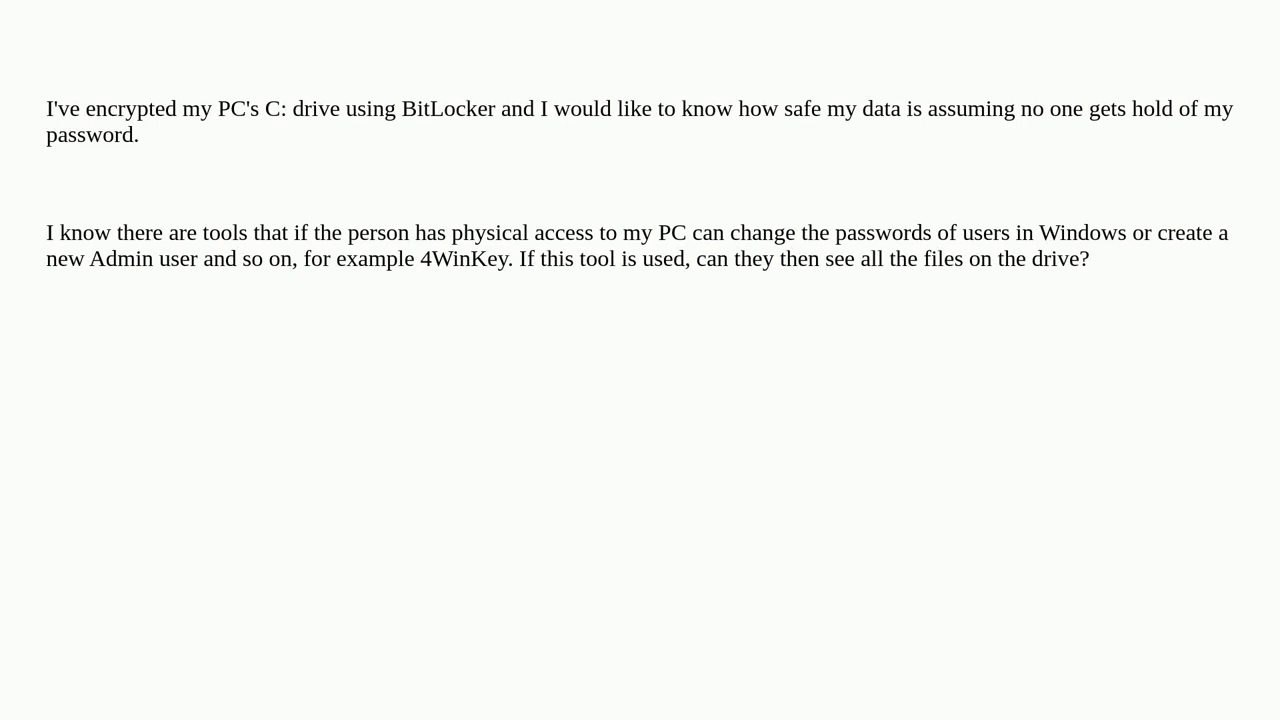 I've encrypted my PC's C: drive using BitLocker and I would like to know how safe my data is assuming no one gets hold of my
password.
I know there are tools that if the person has physical access to my PC can change the passwords of users in Windows or create a
new Admin user and so on, for example 4WinKey. If this tool is used, can they then see all the files on the drive?